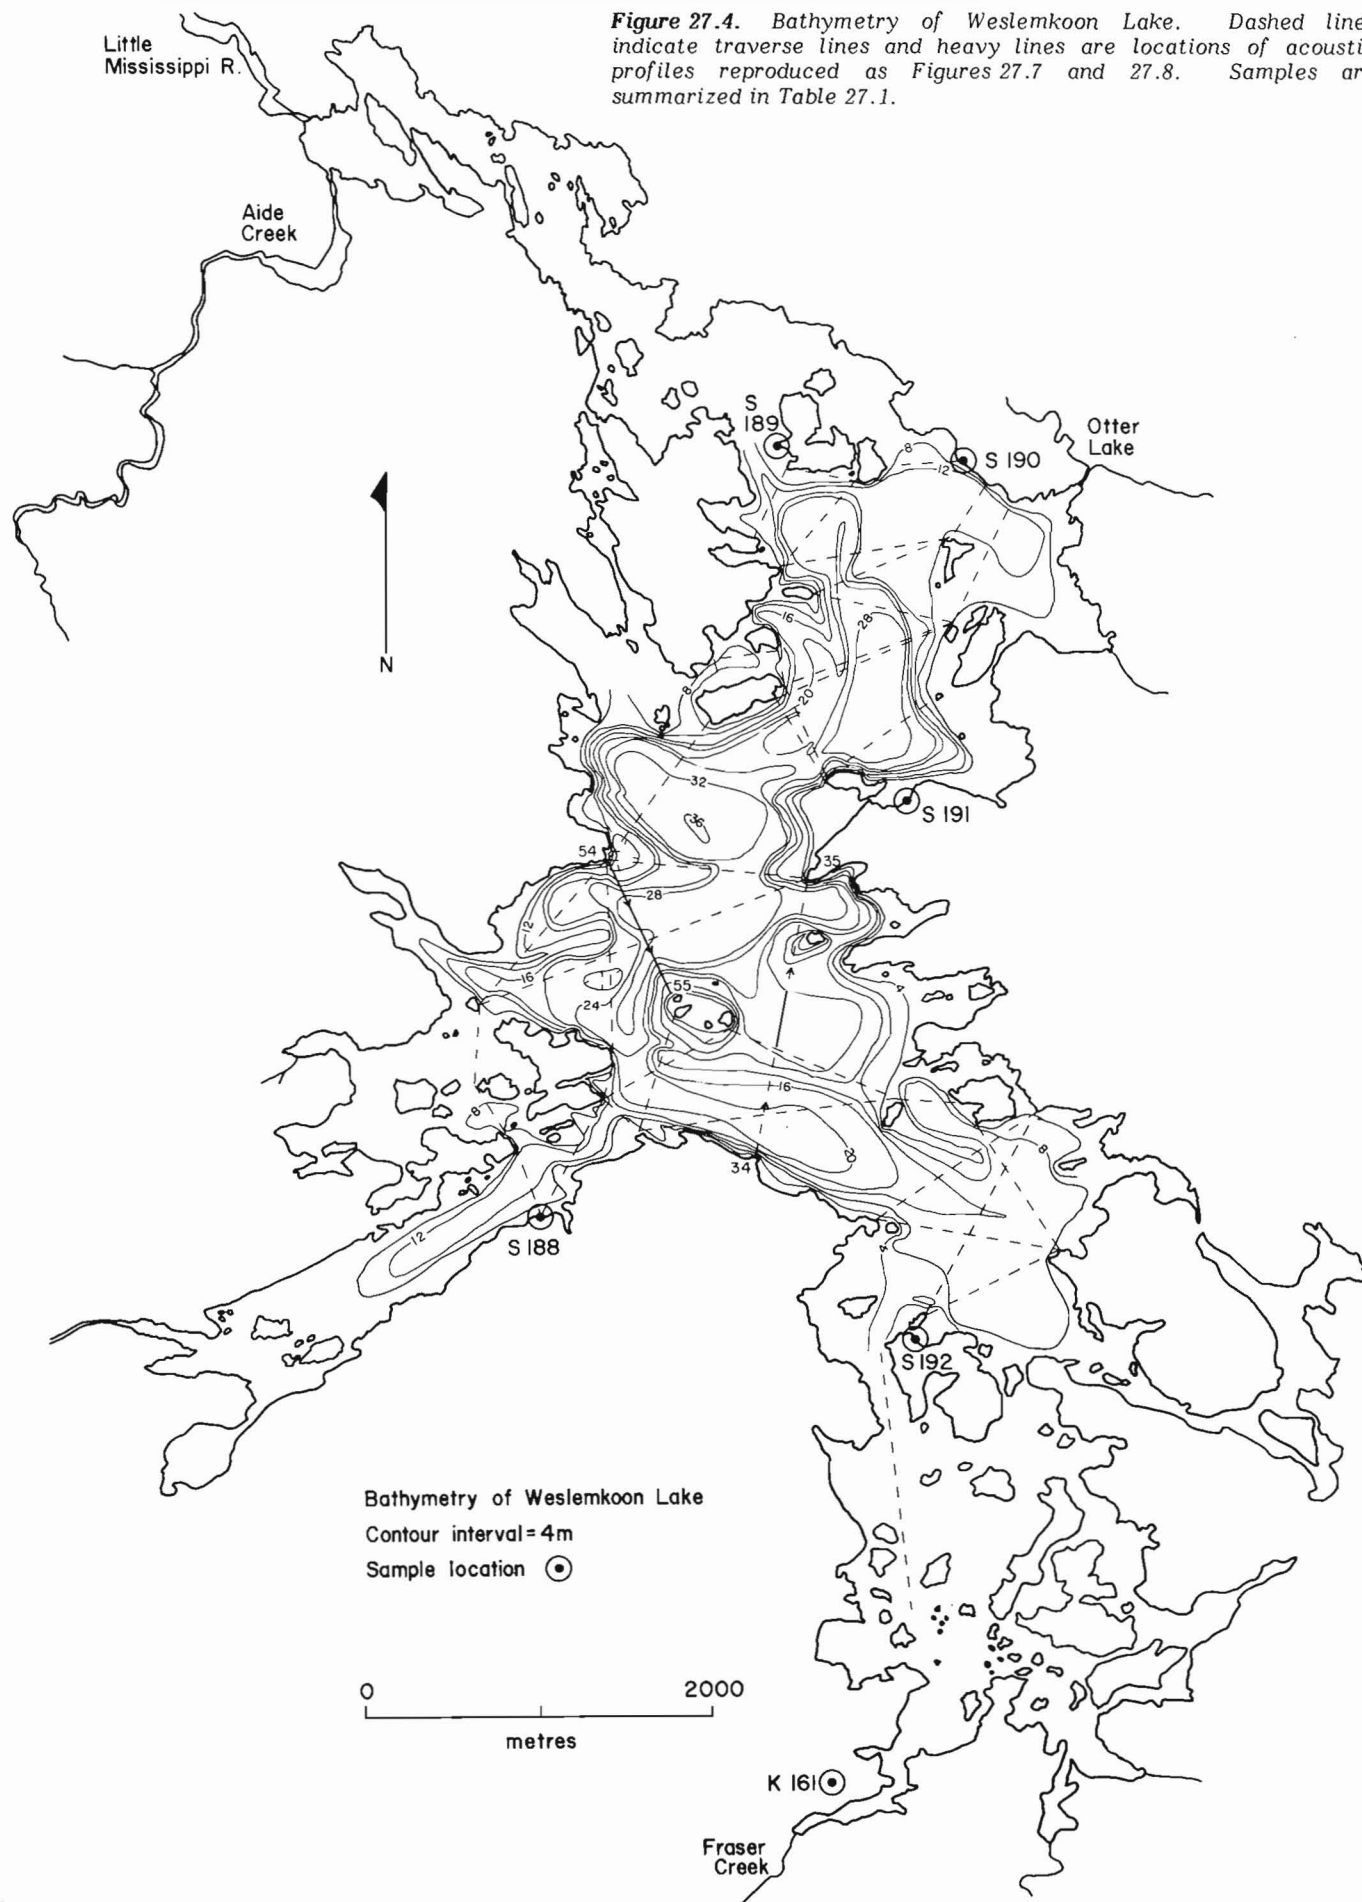 Figure 27.4. Bathymetry of Weslemkoon Lake. Dashed line
indicate traverse lines and heavy lines are locations of acousti
profiles reproduced as Figures 27.7 and 27.8. Samples ar
summarized in Table 27.1.
Little
Mississippi R.
Aide
Creek
S
189
Otter
Lake
8
S 190
12
N
16
28
8
20
32
36
S 191
54
35
28
12
16
24
55
4
16
8
8
20
34
12
S 188
4
S 192
Bathymetry of Weslemkoon Lake
Contour interval = 4m
Sample location
0
2000
metres
K 161
Fraser
Creek